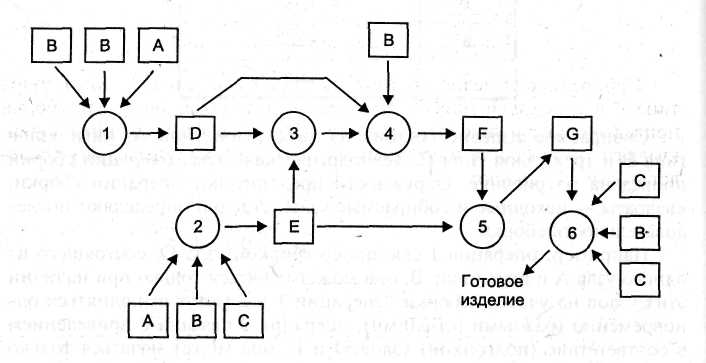 B B A B
1 D 3 4 F G
C
2 E 5 6 B
C
Готовое
изделие
A B C